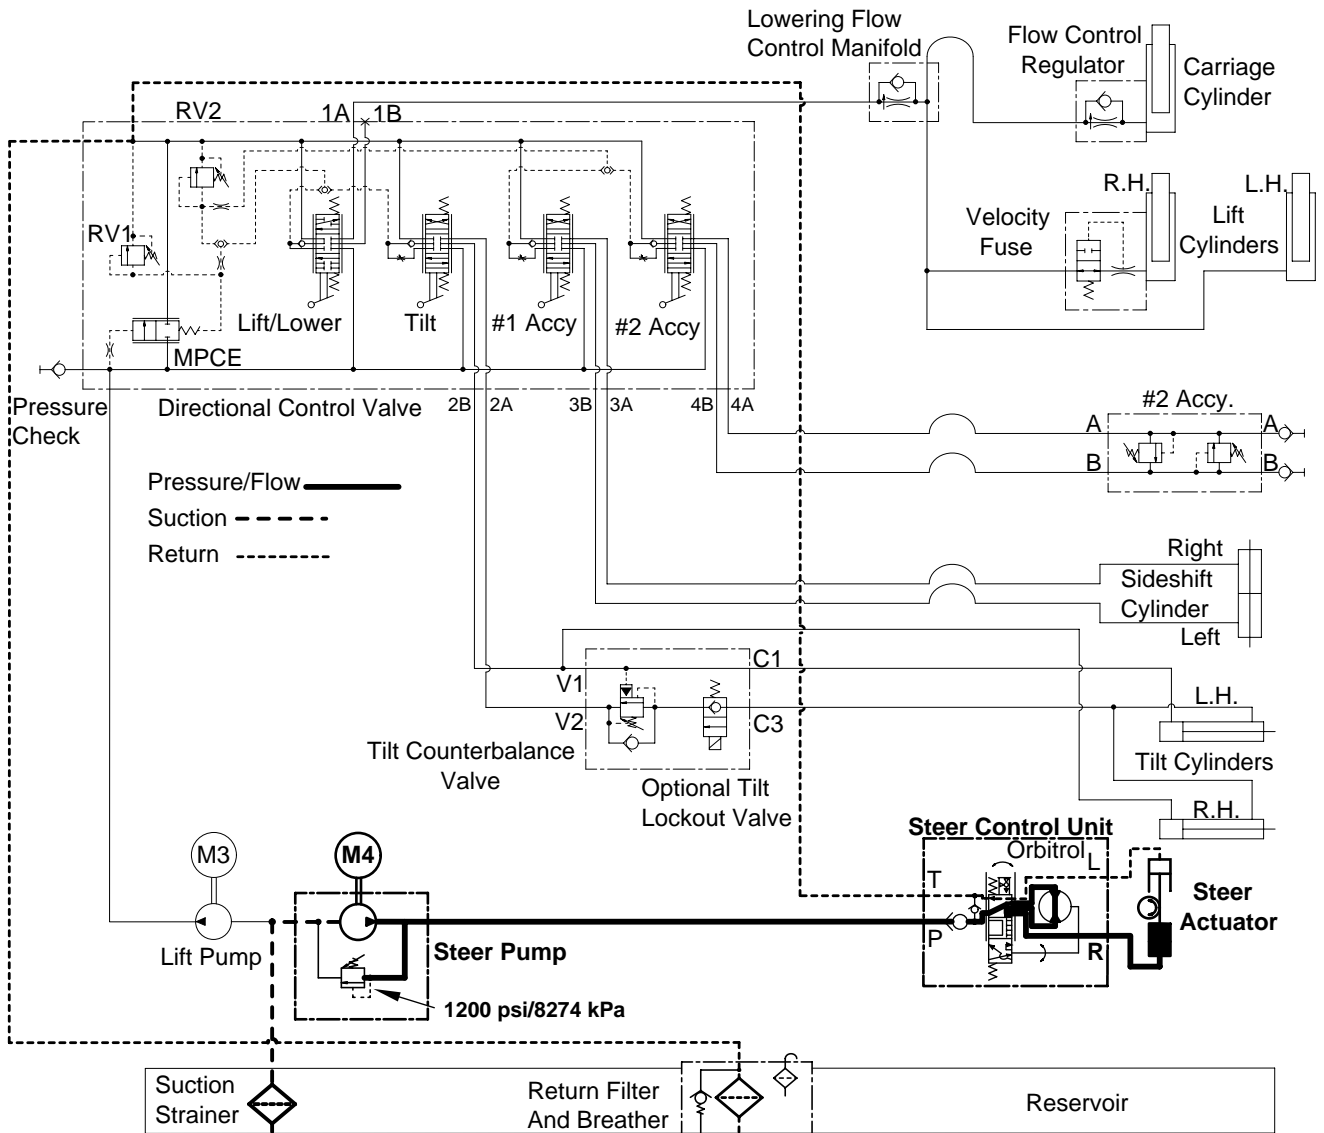 Lowering Flow
Control Manifold
Flow Control
Regulator
Carriage
Cylinder
RV2
1A
1B
R.H.
L.H.
Velocity
Fuse
Lift
Cylinders
RV1
Lift/Lower
Tilt
#1 Accy
#2 Accy
MPCE
Pressure
Check
Directional Control Valve
2B
2A
3B
3A
4B
4A
#2 Accy.
A
A
B
B
Pressure/Flow
Suction
Return
Right
Sideshift
Cylinder
Left
V1
C1
V2
C3
L.H.
Tilt Counterbalance
Valve
Tilt Cylinders
Optional Tilt
Lockout Valve
R.H.
Steer Control Unit
Orbitrol
M3
M4
T
L
Steer
Actuator
P
R
Lift Pump
Steer Pump
1200 psi/8274 kPa
Suction
Strainer
Return Filter
And Breather
Reservoir